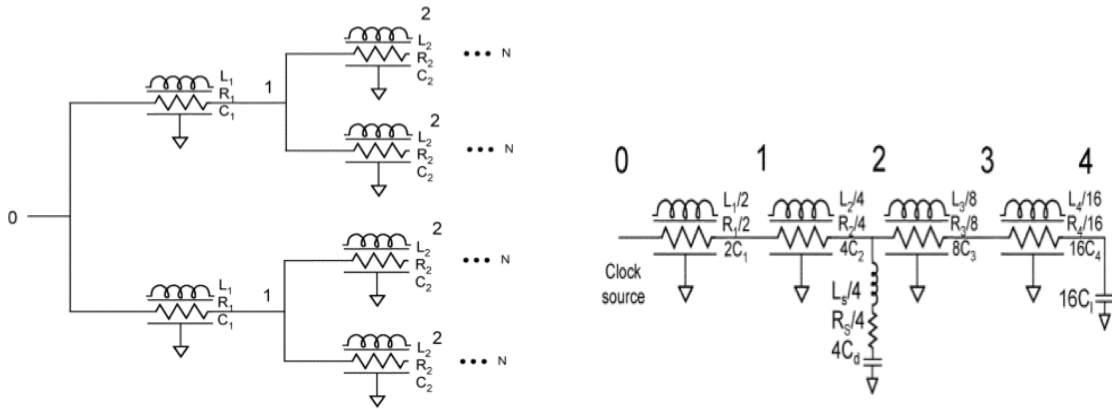 0
L₁
R₁
C₁
1
2
L₂
R₂
C₂
••• N
2
L₂
R₂
C₂
••• N
L₁
R₁
C₁
1
2
L₂
R₂
C₂
••• N
2
L₂
R₂
C₂
••• N
0 1 2 3 4
L₁/2
R₁/2
2C₁
L₂/4
R₂/4
4C₂
L₃/8
R₃/8
8C₃
L₄/16
R₄/16
16C₄
Clock
source
Lₛ/4
Rₛ/4
4C_d
16Cₗ